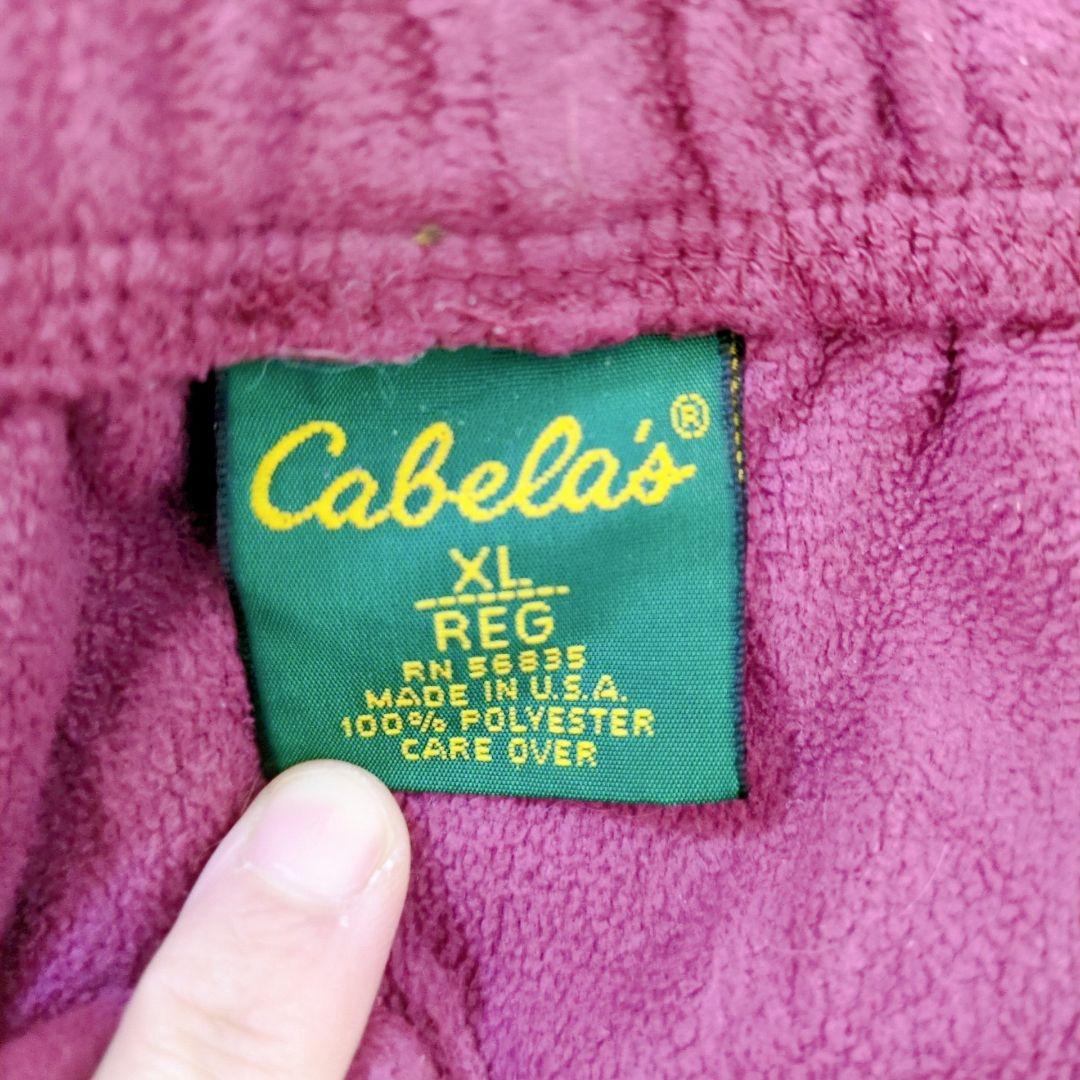 Cabela's®
XL
REG
RN 56835
MADE IN U.S.A.
100% POLYESTER
CARE OVER